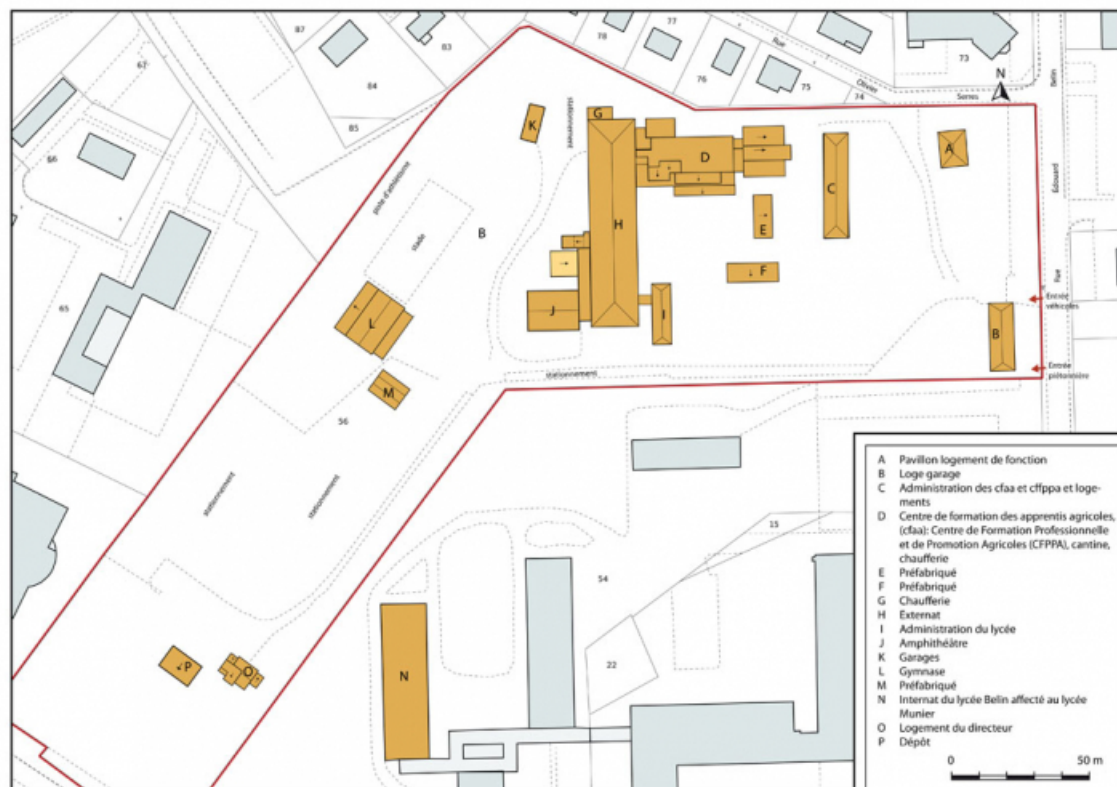 77
78
87
83
67
84
76
75
74
73
85
86
65
56
54
15
22
Rue
Olivier
Serres
N
Belin
Édouard
Rue
stationnement
piste d'athlétisme
stade
K
G
D
A
C
H
E
F
B
J
I
L
M
B
Entrée
véhicules
Entrée
piétonnière
stationnement
stationnement
stationnement
P
O
N
A Pavillon logement de fonction
B Loge garage
C Administration des cfaa et cffppa et loge-
ments
D Centre de formation des apprentis agricoles,
(cfaa): Centre de Formation Professionnelle
et de Promotion Agricoles (CFPPA), cantine,
chaufferie
E Préfabriqué
F Préfabriqué
G Chaufferie
H Externat
I Administration du lycée
J Amphithéâtre
K Garages
L Gymnase
M Préfabriqué
N Internat du lycée Belin affecté au lycée
Munier
O Logement du directeur
P Dépôt
0 50 m